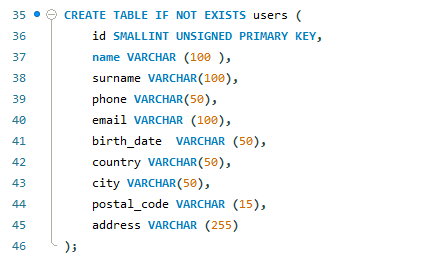 35 CREATE TABLE IF NOT EXISTS users (
36 id SMALLINT UNSIGNED PRIMARY KEY,
37 name VARCHAR (100 ),
38 surname VARCHAR(100),
39 phone VARCHAR(50),
40 email VARCHAR (100),
41 birth_date  VARCHAR (50),
42 country VARCHAR(50),
43 city VARCHAR(50),
44 postal_code VARCHAR (15),
45 address VARCHAR (255)
46 );